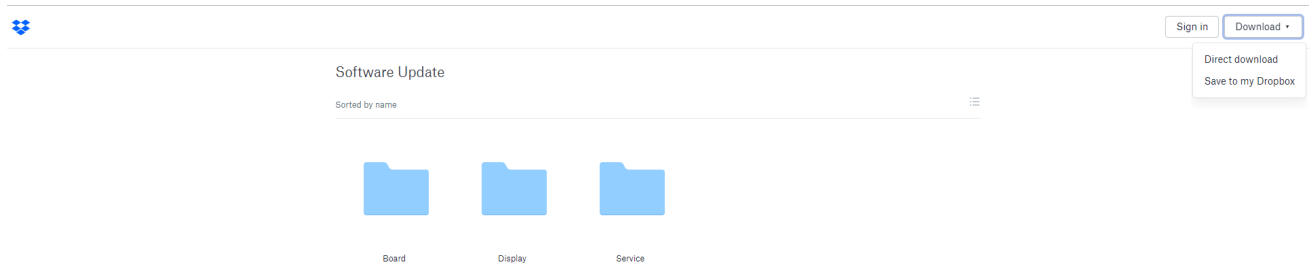 Sign in
Download
Direct download
Save to my Dropbox
Software Update
Sorted by name
Board Display Service